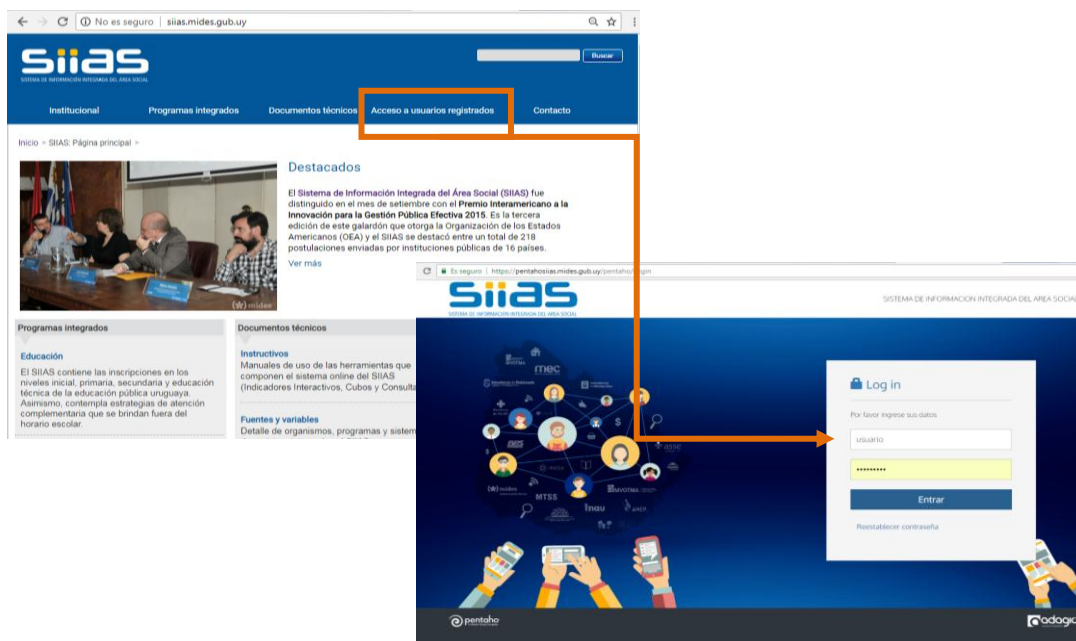 No es seguro | siias.mides.gub.uy
Siias
SISTEMA DE INFORMACIÓN INTEGRADA DEL ÁREA SOCIAL
Buscar
Institucional Programas integrados Documentos técnicos Acceso a usuarios registrados Contacto
Inicio » SIIAS: Página principal »
Destacados
El Sistema de Información Integrada del Área Social (SIIAS) fue
distinguido en el mes de setiembre con el Premio Interamericano a la
Innovación para la Gestión Pública Efectiva 2015. Es la tercera
edición de este galardón que otorga la Organización de los Estados
Americanos (OEA) y el SIIAS se destacó entre un total de 218
postulaciones enviadas por instituciones públicas de 16 países.
Ver más
mides
Programas integrados
Educación
El SIIAS contiene las inscripciones en los
niveles inicial, primaria, secundaria y educación
técnica de la educación pública uruguaya.
Asimismo, contempla estrategias de atención
complementaria que se brindan fuera del
horario escolar.
Documentos técnicos
Instructivos
Manuales de uso de las herramientas que
componen el sistema online del SIIAS
(Indicadores Interactivos, Cubos y Consulta
Fuentes y variables
Detalle de organismos, programas y sistem
Es seguro | https://pentahosiias.mides.gub.uy/pentaho/Login
Siias
SISTEMA DE INFORMACIÓN INTEGRADA DEL ÁREA SOCIAL
SISTEMA DE INFORMACION INTEGRADA DEL AREA SOCIAL
mec
MVOTMA
asse
mides
MTSS
inau
Log in
Por favor ingrese sus datos
usuario
•••••••••
Entrar
Reestablecer contraseña
pentaho
adagio